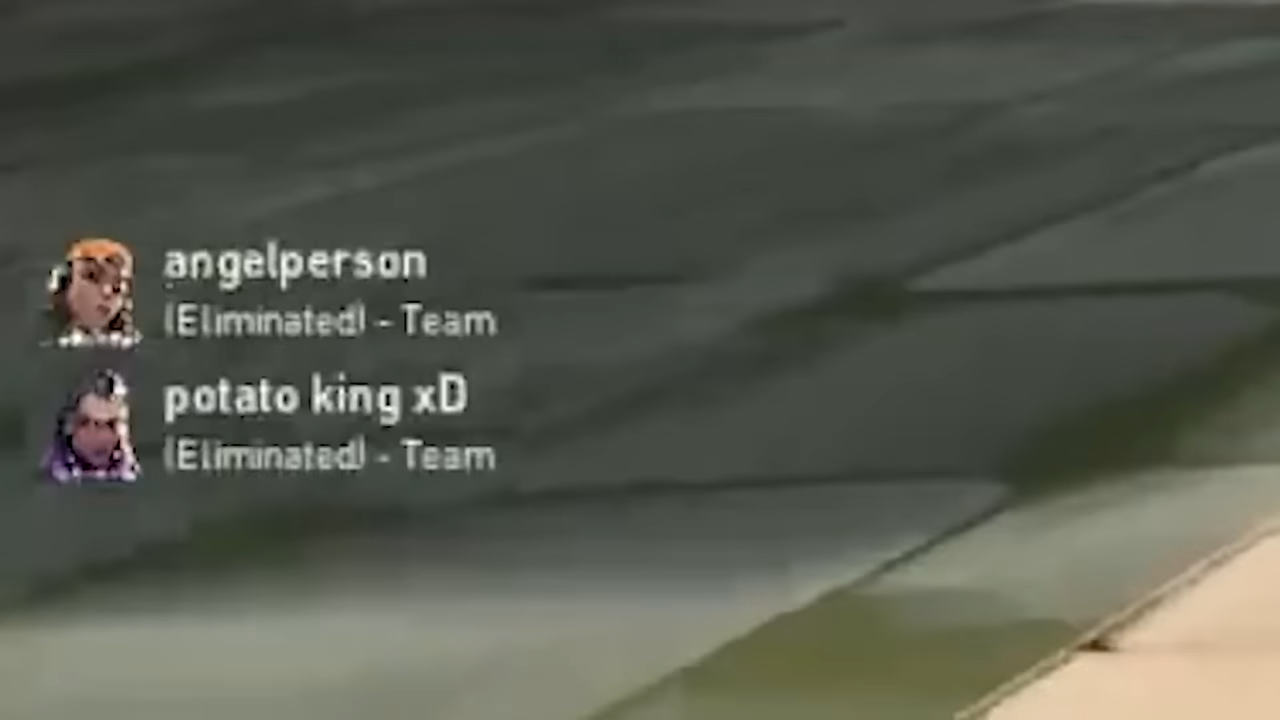 angelperson
(Eliminated) - Team
potato king xD
(Eliminated) - Team